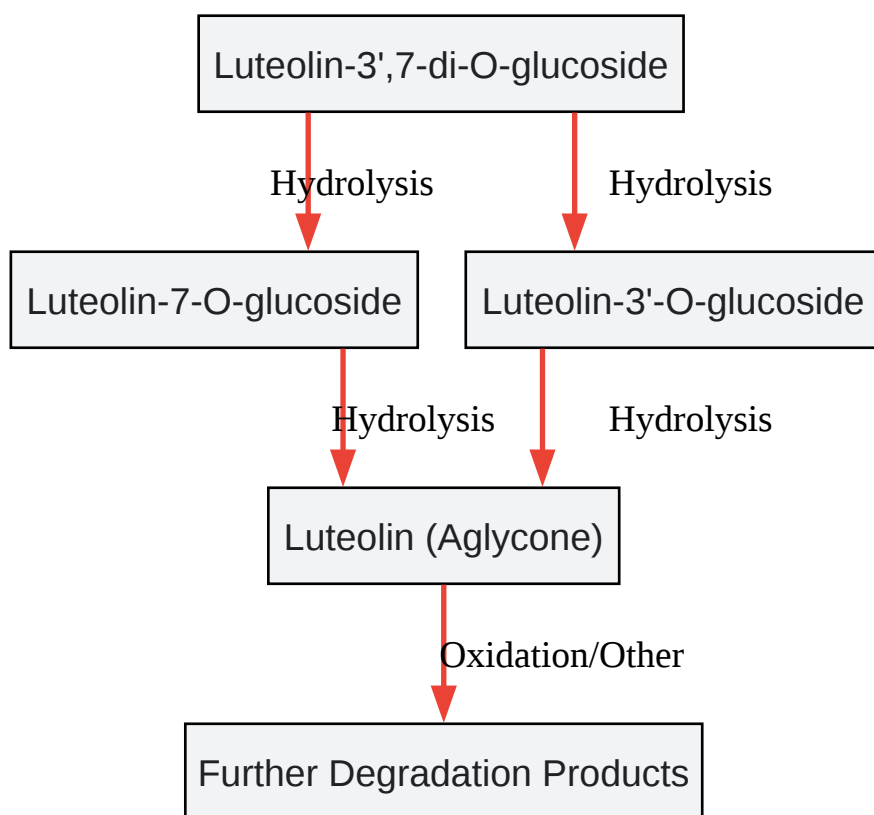 Luteolin-3',7-di-O-glucoside
Hydrolysis
Hydrolysis
Luteolin-7-O-glucoside
Luteolin-3'-O-glucoside
Hydrolysis
Hydrolysis
Luteolin (Aglycone)
Oxidation/Other
Further Degradation Products